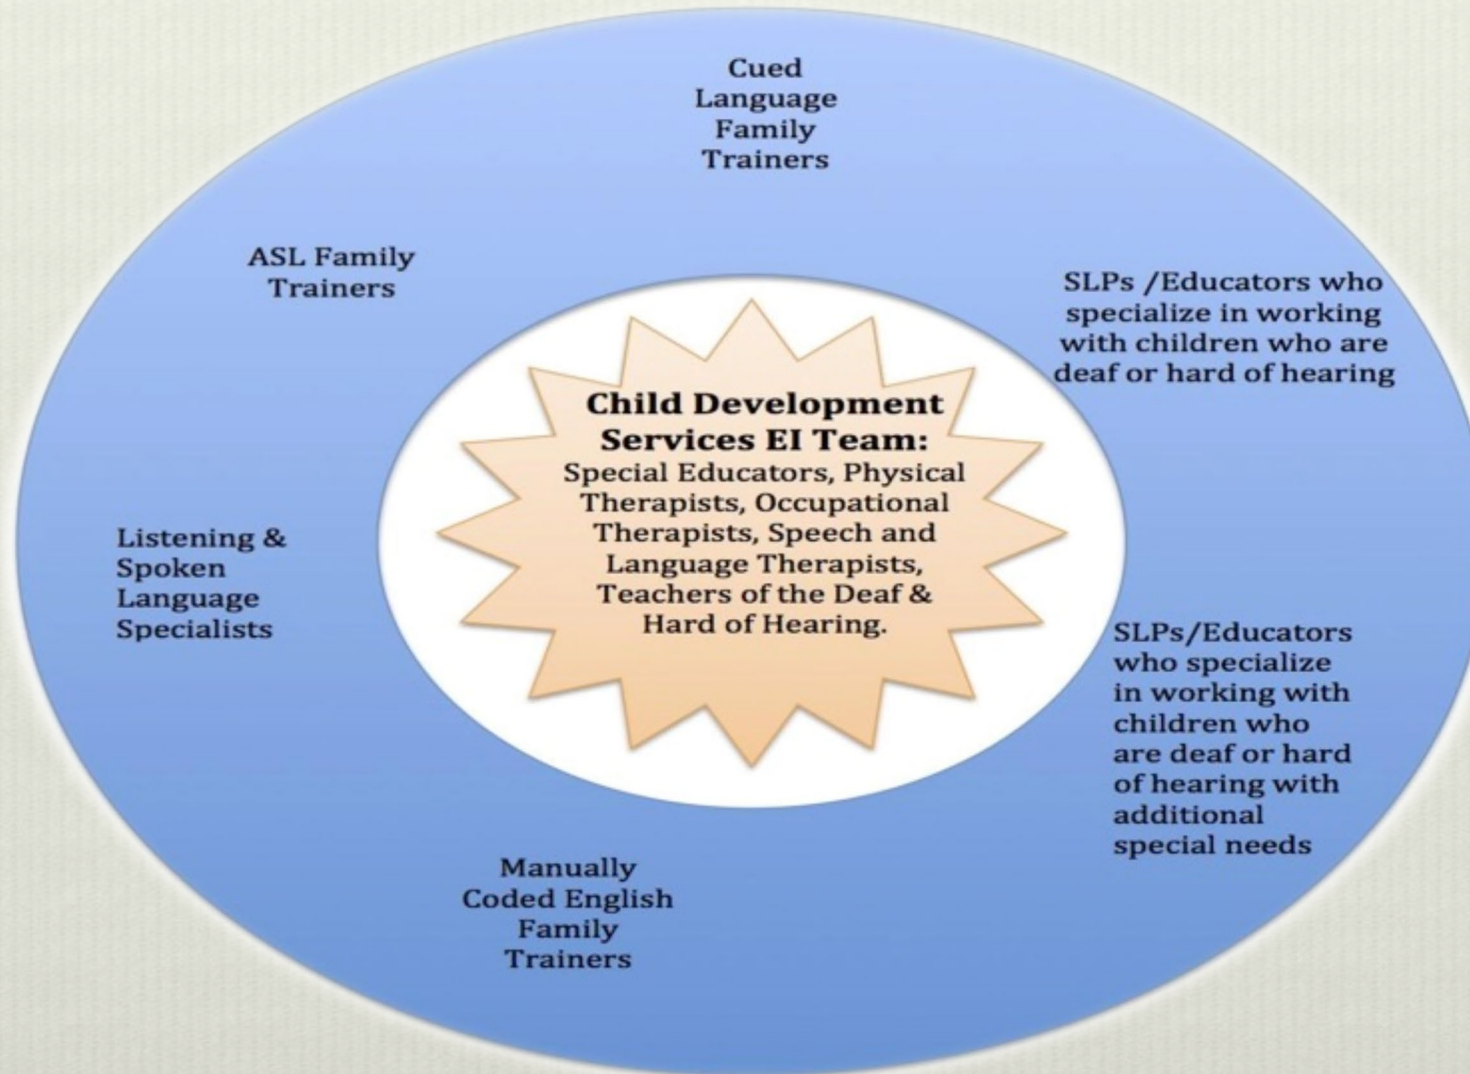 Cued
Language
Family
Trainers
ASL Family
Trainers
SLPs /Educators who
specialize in working
with children who are
deaf or hard of hearing
Child Development
Services EI Team:
Special Educators, Physical
Therapists, Occupational
Therapists, Speech and
Language Therapists,
Teachers of the Deaf &
Hard of Hearing.
Listening &
Spoken
Language
Specialists
SLPs/Educators
who specialize
in working with
children who
are deaf or hard
of hearing with
additional
special needs
Manually
Coded English
Family
Trainers